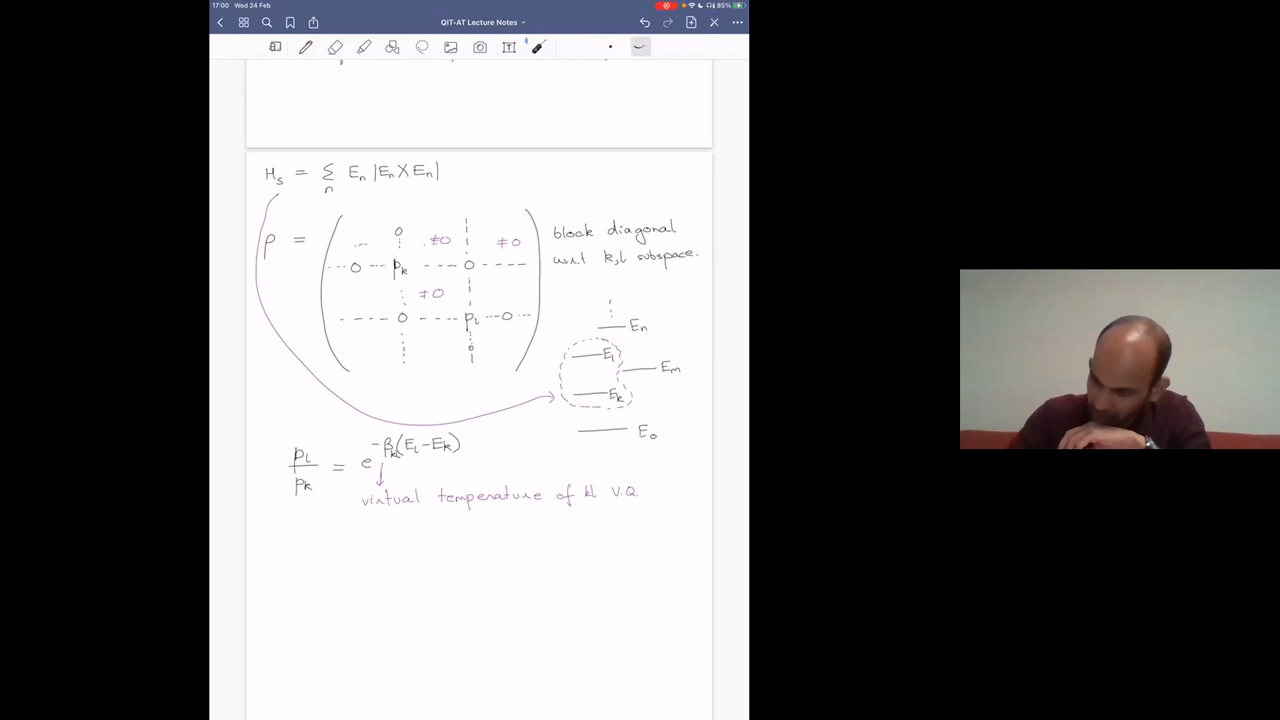 17:00 Wed 24 Feb
85%
QIT-AT Lecture Notes
H_s = Σ_n E_n |E_n X E_n|
ρ =
0 ≠0 ≠0
0 p_k 0
≠0
0 p_l 0
0
block diagonal
w.r.t k,l subspace.
E_n
E_l
E_m
E_k
E_0
p_l / p_k = e^{-β_k(E_l - E_k)}
virtual temperature of kl V.Q.